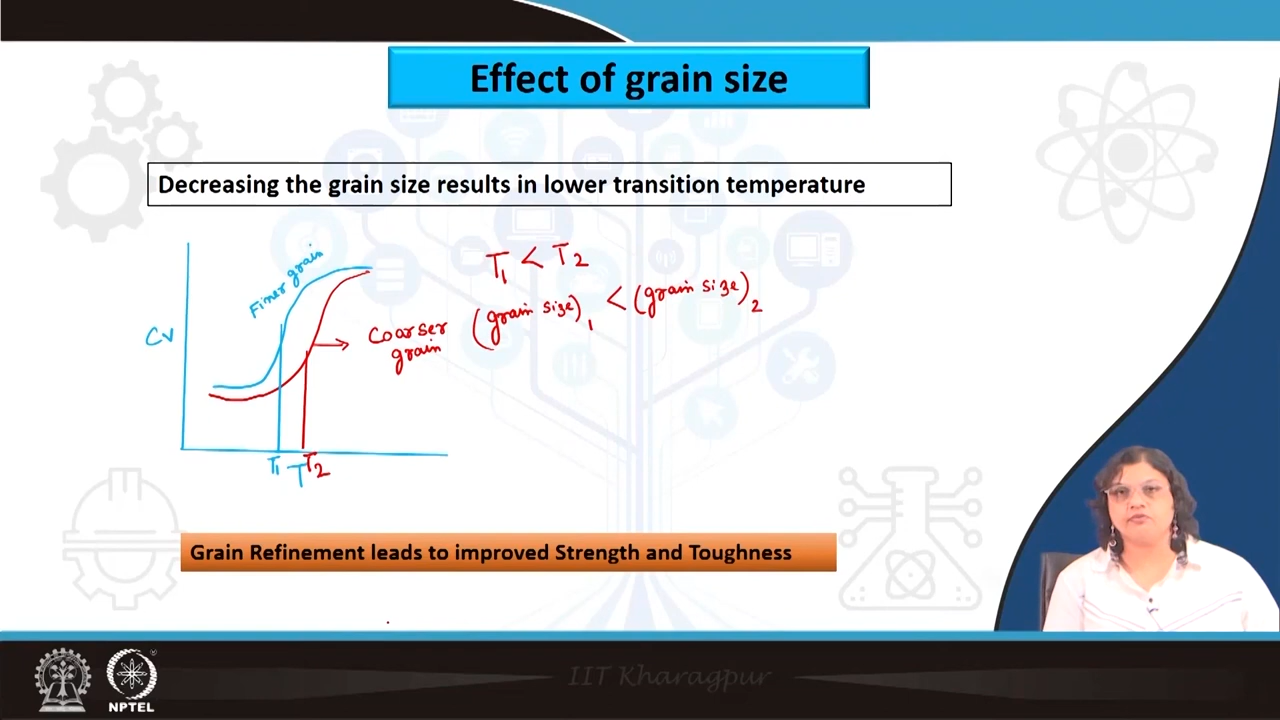 Effect of grain size
Decreasing the grain size results in lower transition temperature
Finer grain
T₁ < T₂
(grain size)₁ < (grain size)₂
Coarser
grain
CV
T₁ T T₂
Grain Refinement leads to improved Strength and Toughness
IIT Kharagpur
NPTEL